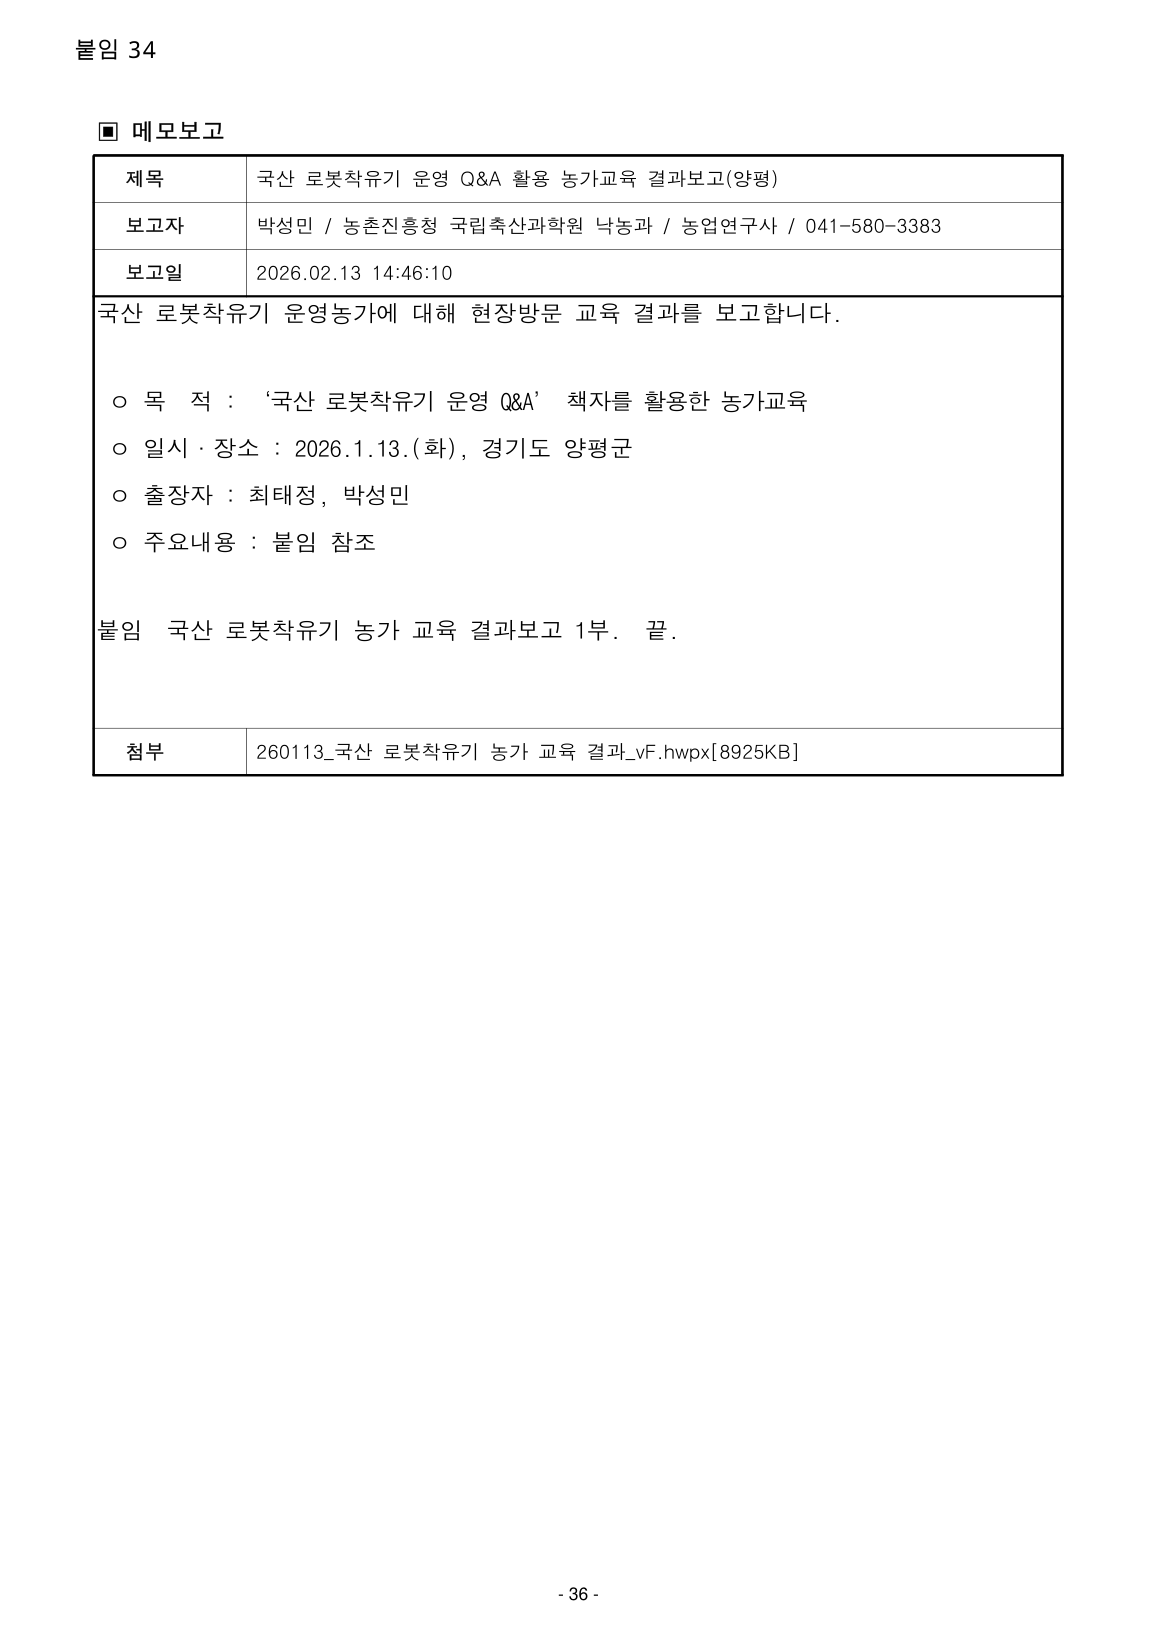 붙임 34
▣ 메모보고
제목 국산 로봇착유기 운영 Q&A 활용 농가교육 결과보고(양평)
보고자 박성민 / 농촌진흥청 국립축산과학원 낙농과 / 농업연구사 / 041-580-3383
보고일 2026.02.13 14:46:10
국산 로봇착유기 운영농가에 대해 현장방문 교육 결과를 보고합니다.
ㅇ 목 적 : ‘국산 로봇착유기 운영 Q&A’ 책자를 활용한 농가교육
ㅇ 일시·장소 : 2026.1.13.(화), 경기도 양평군
ㅇ 출장자 : 최태정, 박성민
ㅇ 주요내용 : 붙임 참조
붙임 국산 로봇착유기 농가 교육 결과보고 1부. 끝.
첨부 260113_국산 로봇착유기 농가 교육 결과_vF.hwpx[8925KB]
- 36 -